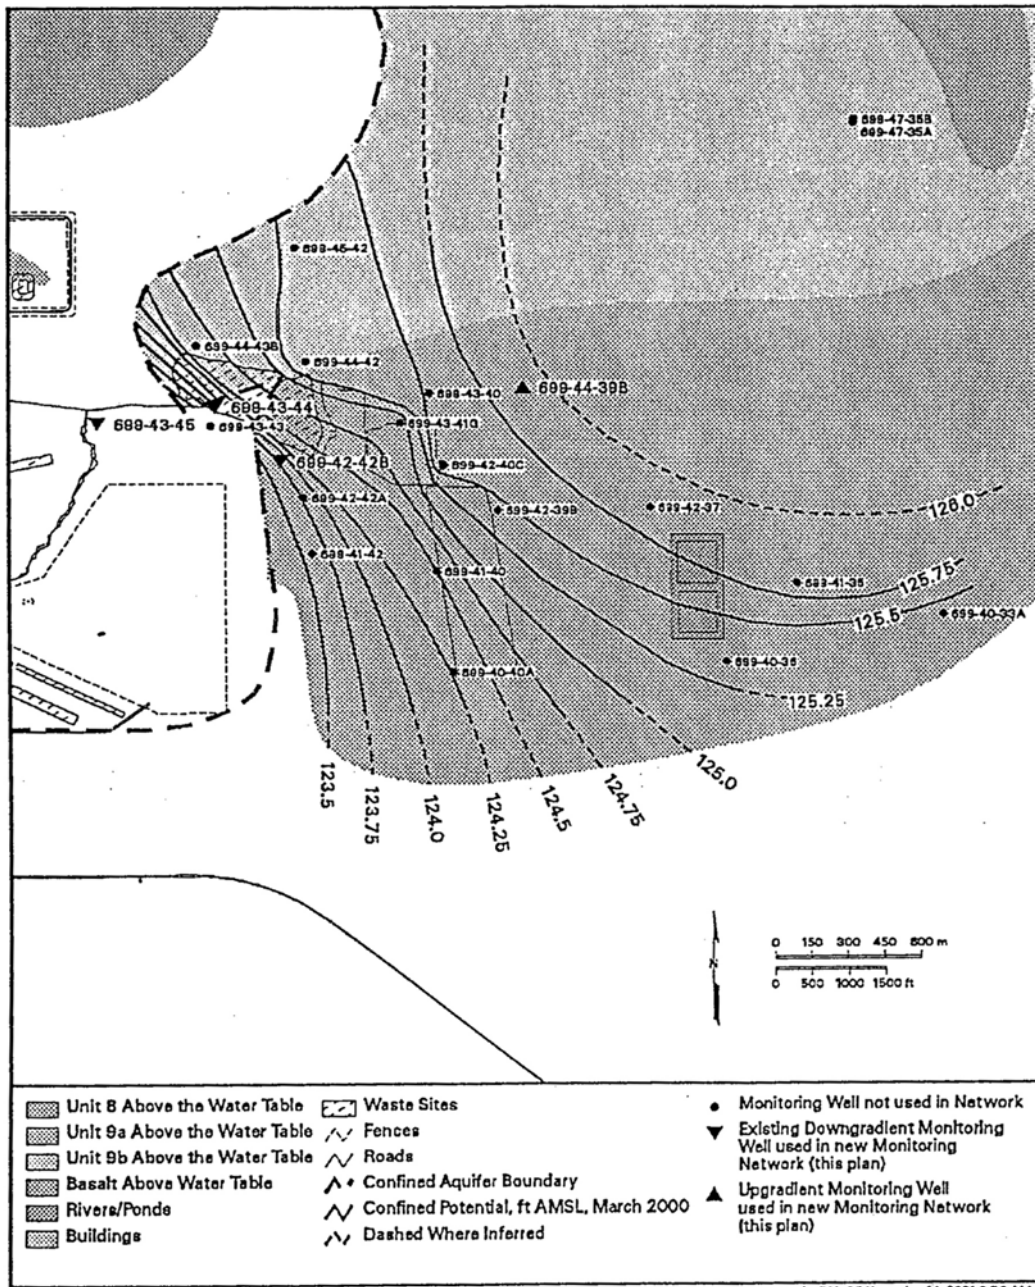 699-47-35B
699-47-35A
699-45-42
699-44-43B
699-44-42
699-43-40
699-44-39B
699-43-44
699-43-45
699-43-43
699-43-41G
699-42-42B
699-42-40C
699-42-42A
699-42-39B
699-42-37
126.0
699-41-42
699-41-40
699-41-35
125.75
125.5
699-40-33A
699-40-40A
699-40-36
125.25
123.5
123.75
124.0
124.25
124.5
124.75
125.0
N
0 150 300 450 600 m
0 500 1000 1500 ft
Unit 8 Above the Water Table
Unit 9a Above the Water Table
Unit 9b Above the Water Table
Basalt Above Water Table
Rivers/Ponds
Buildings
Waste Sites
Fences
Roads
Confined Aquifer Boundary
Confined Potential, ft AMSL, March 2000
Dashed Where Inferred
Monitoring Well not used in Network
Existing Downgradient Monitoring
Well used in new Monitoring
Network (this plan)
Upgradient Monitoring Well
used in new Monitoring Network
(this plan)